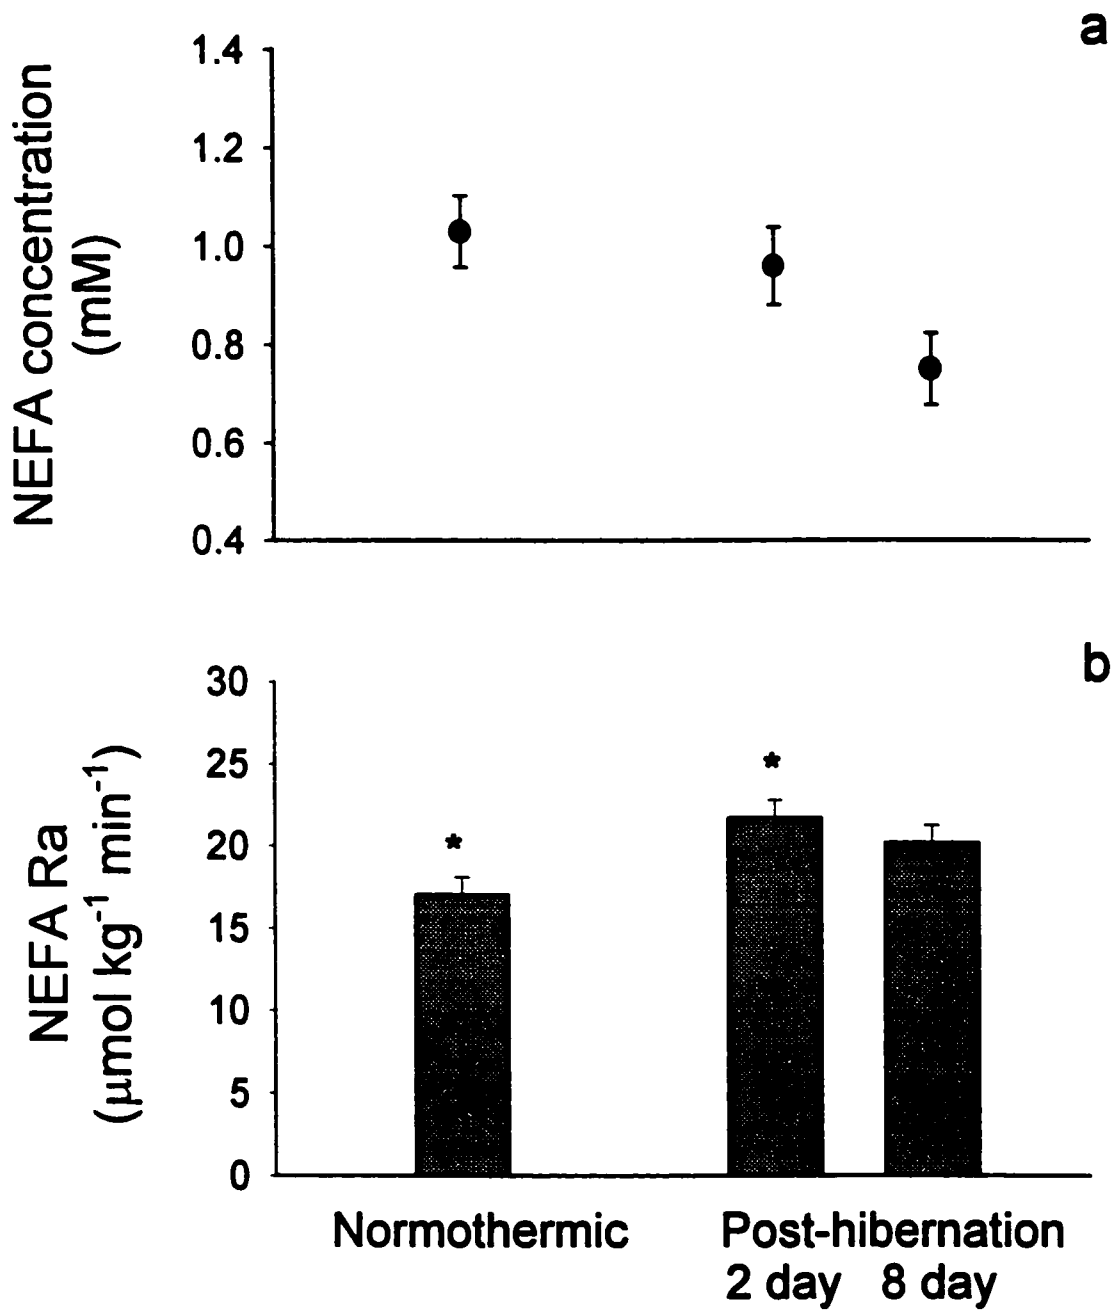 a
NEFA concentration
(mM)
1.4
1.2
1.0
0.8
0.6
0.4
b
NEFA Ra
(μmol kg⁻¹ min⁻¹)
30
25
20
15
10
5
0
*
*
Normothermic
Post-hibernation
2 day 8 day